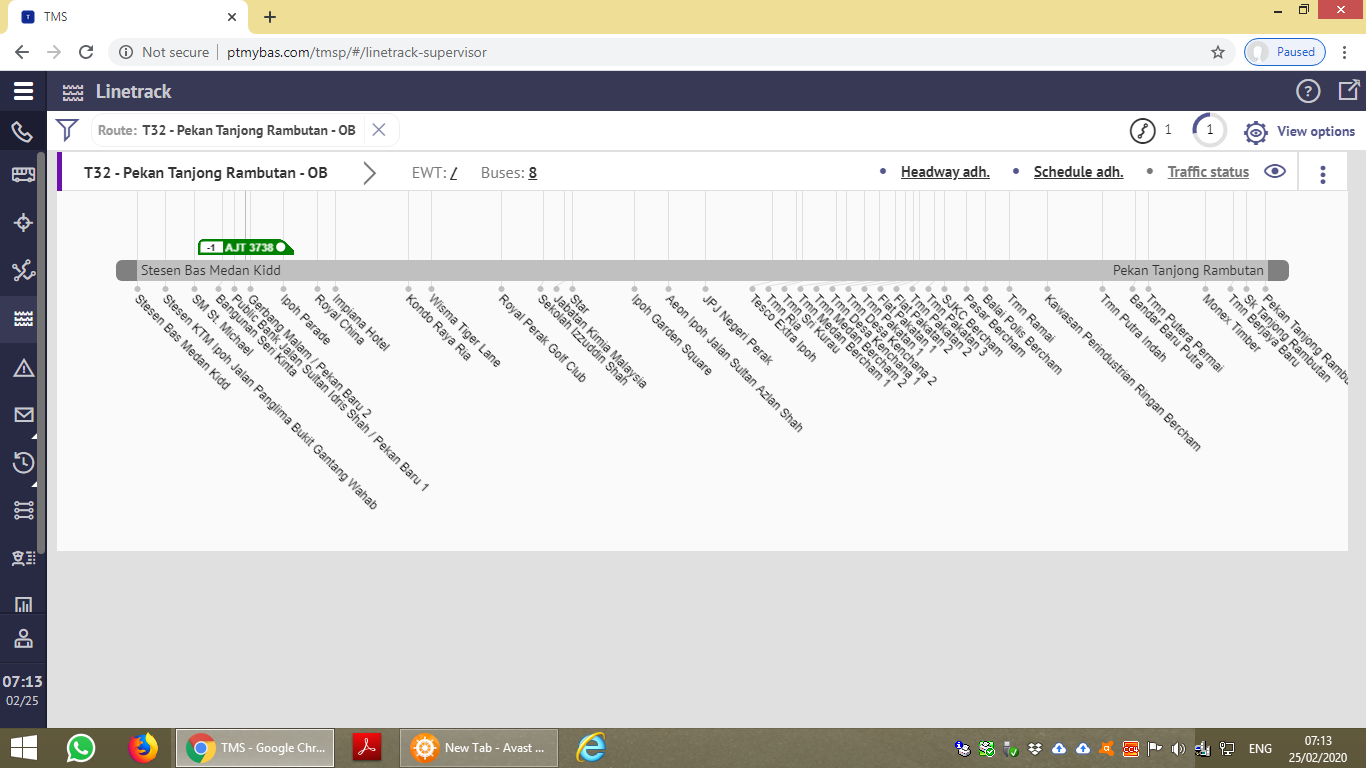 TMS
Not secure
ptmybas.com/tmsp/#/linetrack-supervisor
Paused
Linetrack
Route: T32 - Pekan Tanjong Rambutan - OB
1
1
View options
T32 - Pekan Tanjong Rambutan - OB
EWT: /
Buses: 8
Headway adh.
Schedule adh.
Traffic status
-1 AJT 3738
Stesen Bas Medan Kidd
Pekan Tanjong Rambutan
Stesen Bas Medan Kidd
Stesen KTM Ipoh Jalan Panglima Bukit Gantang Wahab
SM St. Michael
Bangunan Seri Kinta
Public Bank Jalan Sultan Idris Shah / Pekan Baru 1
Gerbang Malam / Pekan Baru 2
Ipoh Parade
Royal China
Impiana Hotel
Kondo Raya Ria
Wisma Tiger Lane
Royal Perak Golf Club
Sekolah Izzuddin Shah
Jabatan Kimia Malaysia
Star
Ipoh Garden Square
Aeon Ipoh Jalan Sultan Azlan Shah
JPJ Negeri Perak
Tesco Extra Ipoh
Tmn Ria
Tmn Sri Kurau
Tmn Medan Bercham 1
Tmn Medan Bercham 2
Tmn Desa Kenchana 1
Tmn Desa Kenchana 2
Tmn Pakatan 1
Flat Pakatan 1
Flat Pakatan 2
Tmn Pakatan 2
Tmn Pakatan 3
SJKC Bercham
Pasar Bercham
Balai Polis Bercham
Tmn Ramai
Kawasan Perindustrian Ringan Bercham
Tmn Putra Indah
Bandar Baru Putra
Tmn Putera Permai
Monex Timber
Tmn Berjaya Baru
Sk Tanjong Rambutan
Pekan Tanjong Rambu
07:13
02/25
TMS - Google Chr...
New Tab - Avast ...
ENG
07:13
25/02/2020